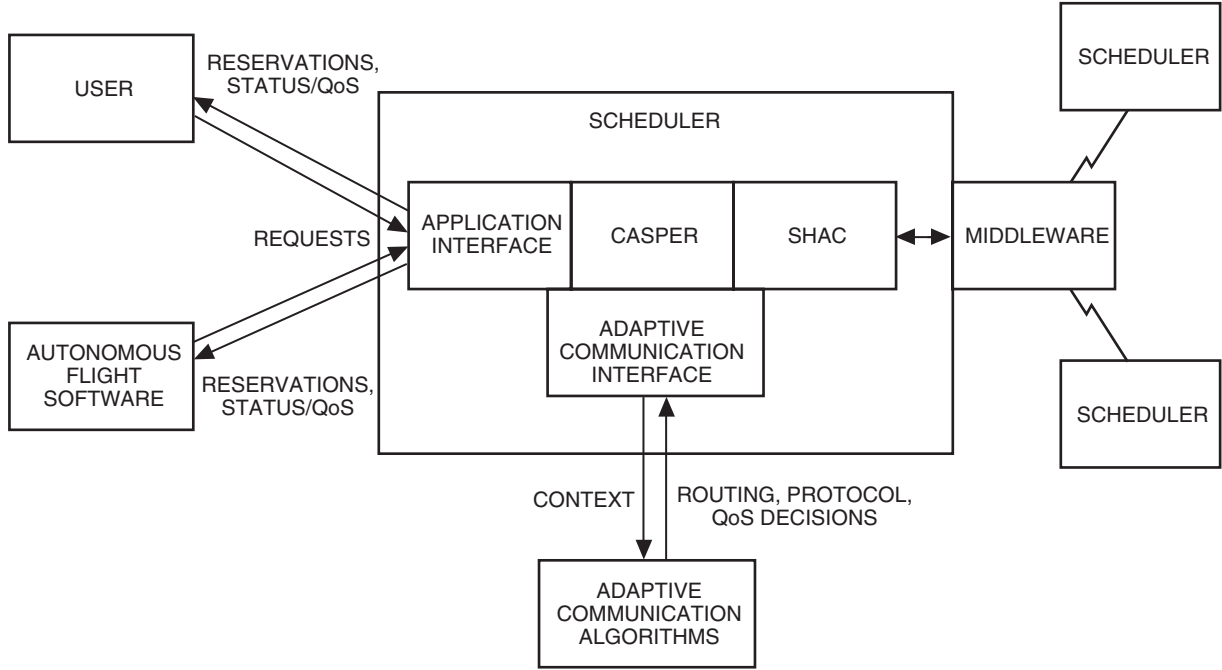 USER
RESERVATIONS,
STATUS/QoS
SCHEDULER
SCHEDULER
APPLICATION
INTERFACE
CASPER
SHAC
MIDDLEWARE
REQUESTS
ADAPTIVE
COMMUNICATION
INTERFACE
AUTONOMOUS
FLIGHT
SOFTWARE
RESERVATIONS,
STATUS/QoS
SCHEDULER
CONTEXT
ROUTING, PROTOCOL,
QoS DECISIONS
ADAPTIVE
COMMUNICATION
ALGORITHMS